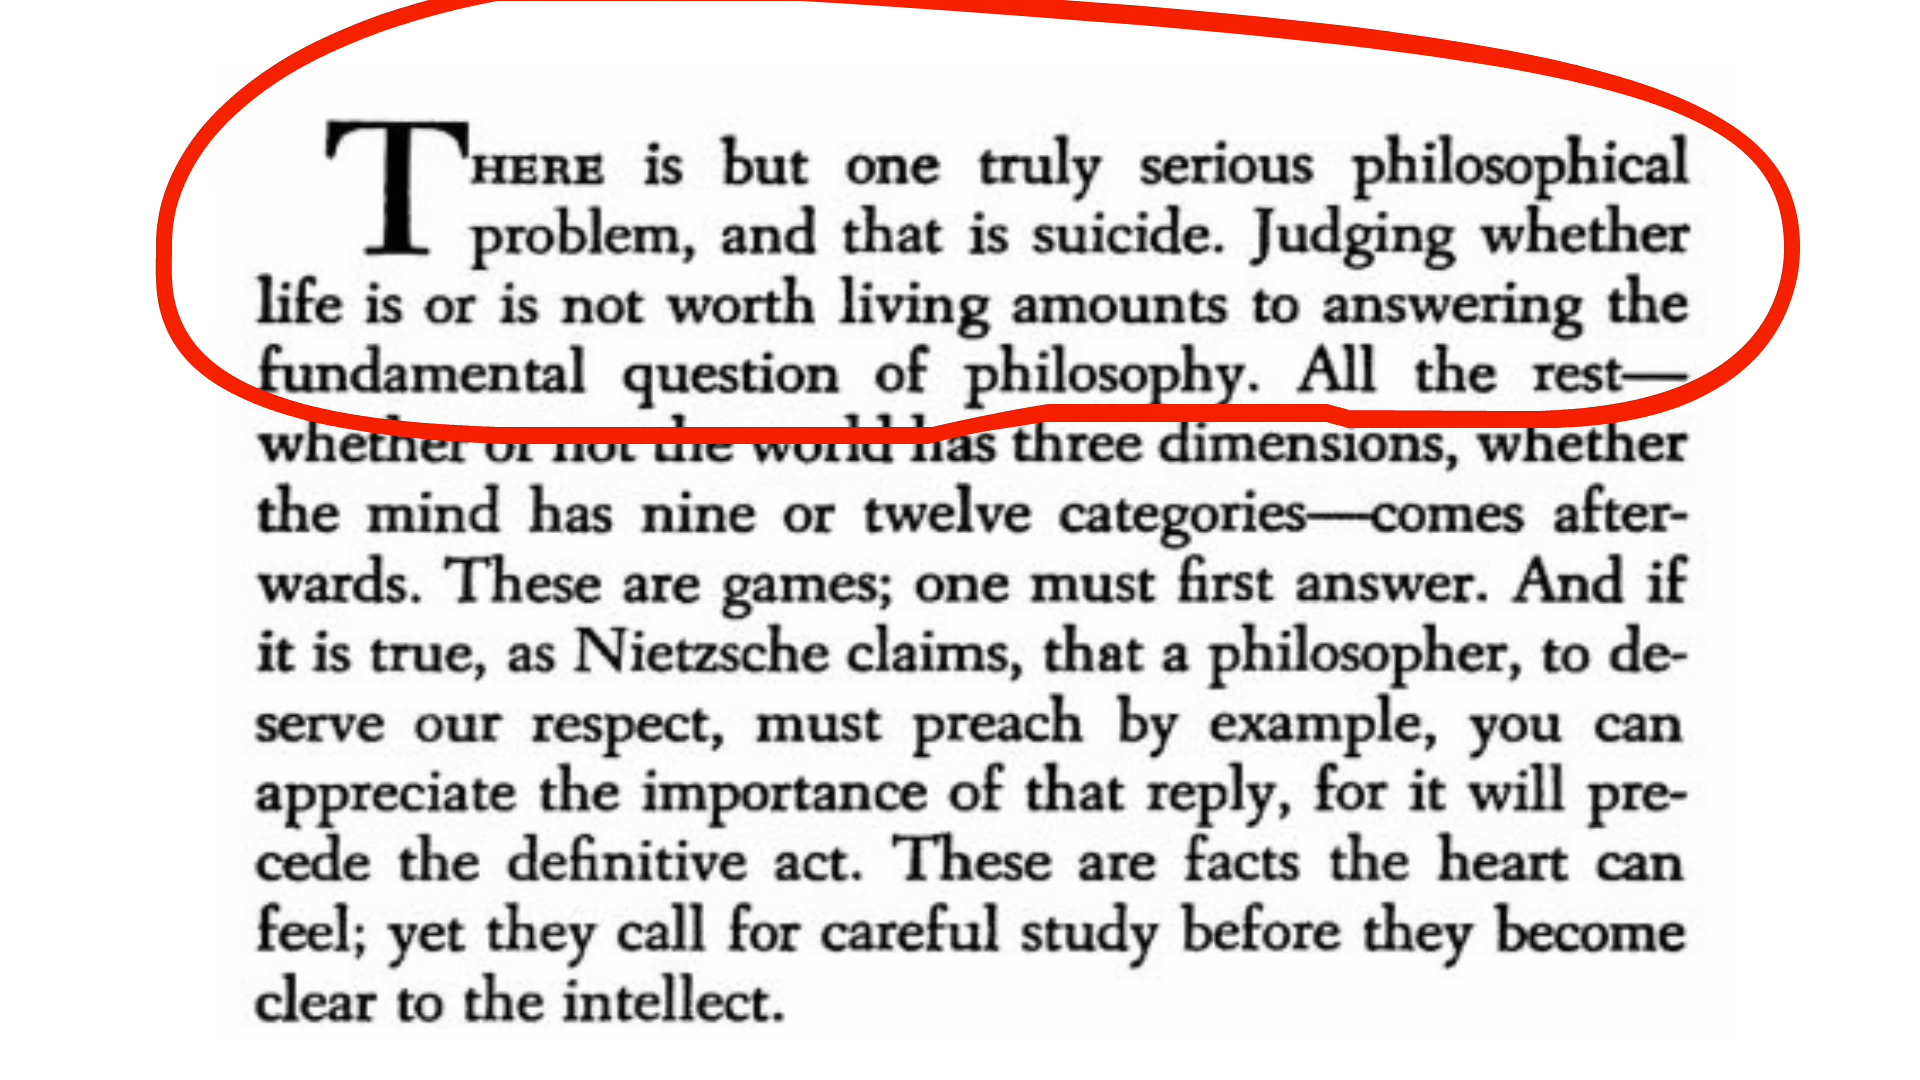 THERE is but one truly serious philosophical
problem, and that is suicide. Judging whether
life is or is not worth living amounts to answering the
fundamental question of philosophy. All the rest—
whether or not the world has three dimensions, whether
the mind has nine or twelve categories—comes after-
wards. These are games; one must first answer. And if
it is true, as Nietzsche claims, that a philosopher, to de-
serve our respect, must preach by example, you can
appreciate the importance of that reply, for it will pre-
cede the definitive act. These are facts the heart can
feel; yet they call for careful study before they become
clear to the intellect.